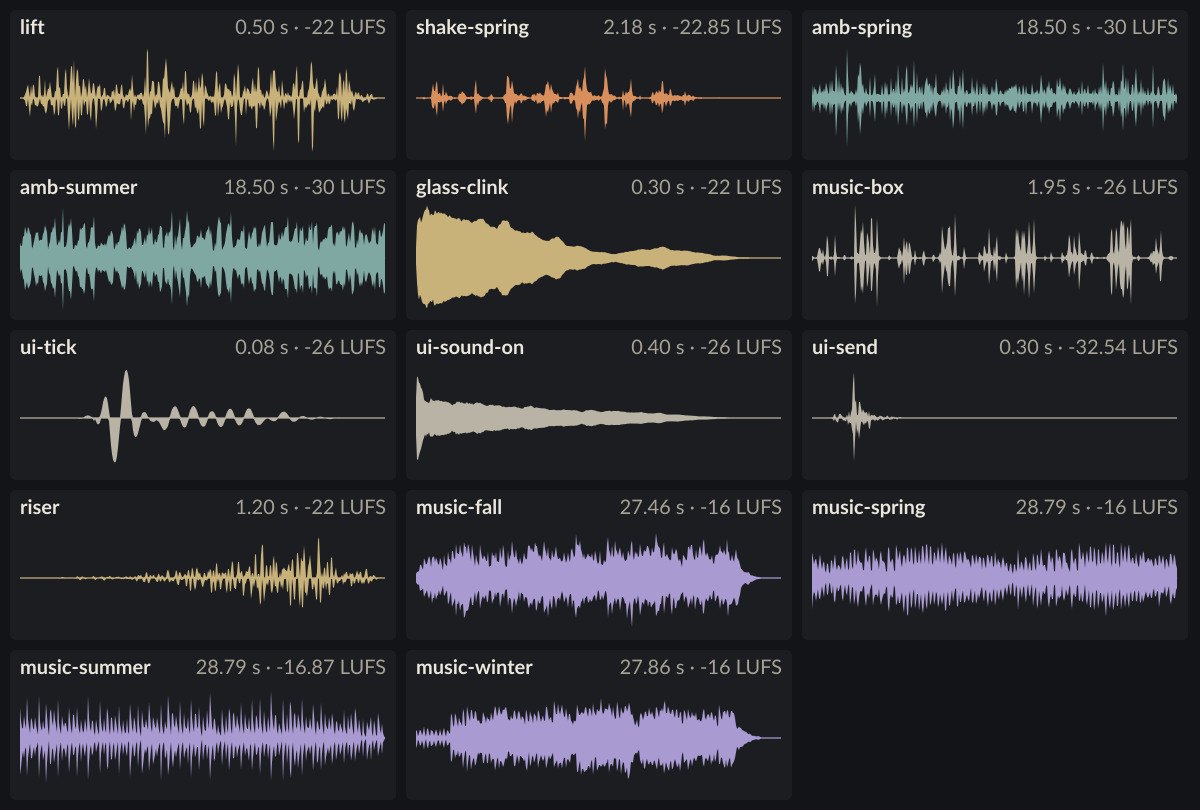 lift 0.50 s · -22 LUFS
shake-spring 2.18 s · -22.85 LUFS
amb-spring 18.50 s · -30 LUFS
amb-summer 18.50 s · -30 LUFS
glass-clink 0.30 s · -22 LUFS
music-box 1.95 s · -26 LUFS
ui-tick 0.08 s · -26 LUFS
ui-sound-on 0.40 s · -26 LUFS
ui-send 0.30 s · -32.54 LUFS
riser 1.20 s · -22 LUFS
music-fall 27.46 s · -16 LUFS
music-spring 28.79 s · -16 LUFS
music-summer 28.79 s · -16.87 LUFS
music-winter 27.86 s · -16 LUFS